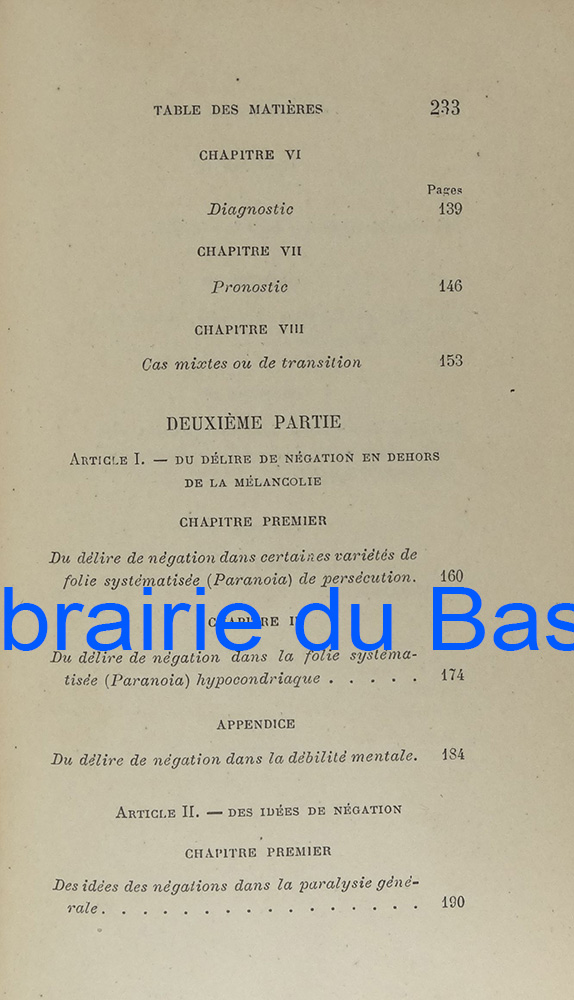 TABLE DES MATIÈRES 233
CHAPITRE VI
Pages
Diagnostic 139
CHAPITRE VII
Pronostic 146
CHAPITRE VIII
Cas mixtes ou de transition 153
DEUXIÈME PARTIE
ARTICLE I. — DU DÉLIRE DE NÉGATION EN DEHORS
DE LA MÉLANCOLIE
CHAPITRE PREMIER
Du délire de négation dans certaines variétés de
folie systématisée (Paranoia) de persécution. 160
brairie du Bas
Du délire de négation dans la folie systéma-
tisée (Paranoia) hypocondriaque . . . . . 174
APPENDICE
Du délire de négation dans la débilité mentale. 184
ARTICLE II. — DES IDÉES DE NÉGATION
CHAPITRE PREMIER
Des idées des négations dans la paralysie géné-
rale. . . . . . . . . . . . . . . . 190